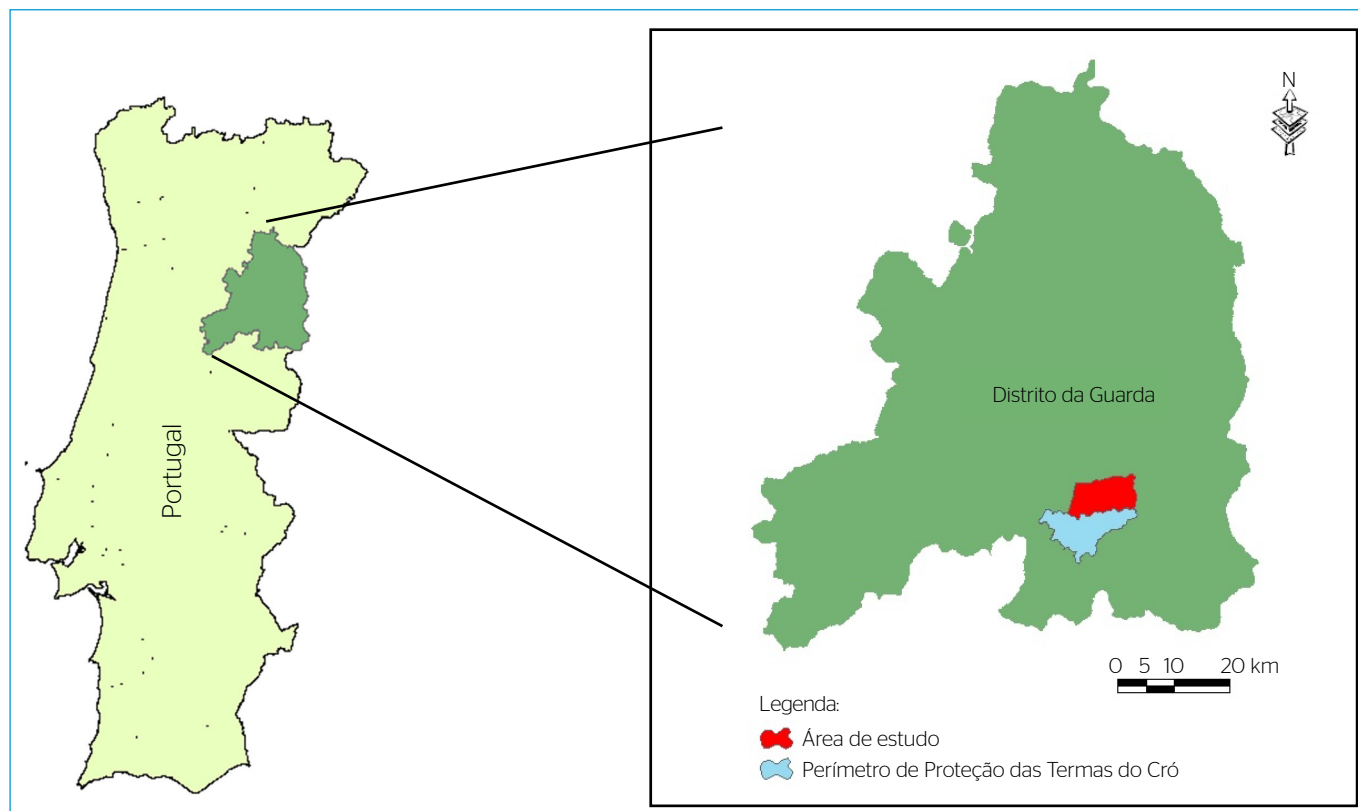 Portugal
N
Distrito da Guarda
0 5 10 20 km
Legenda:
Área de estudo
Perímetro de Proteção das Termas do Cró